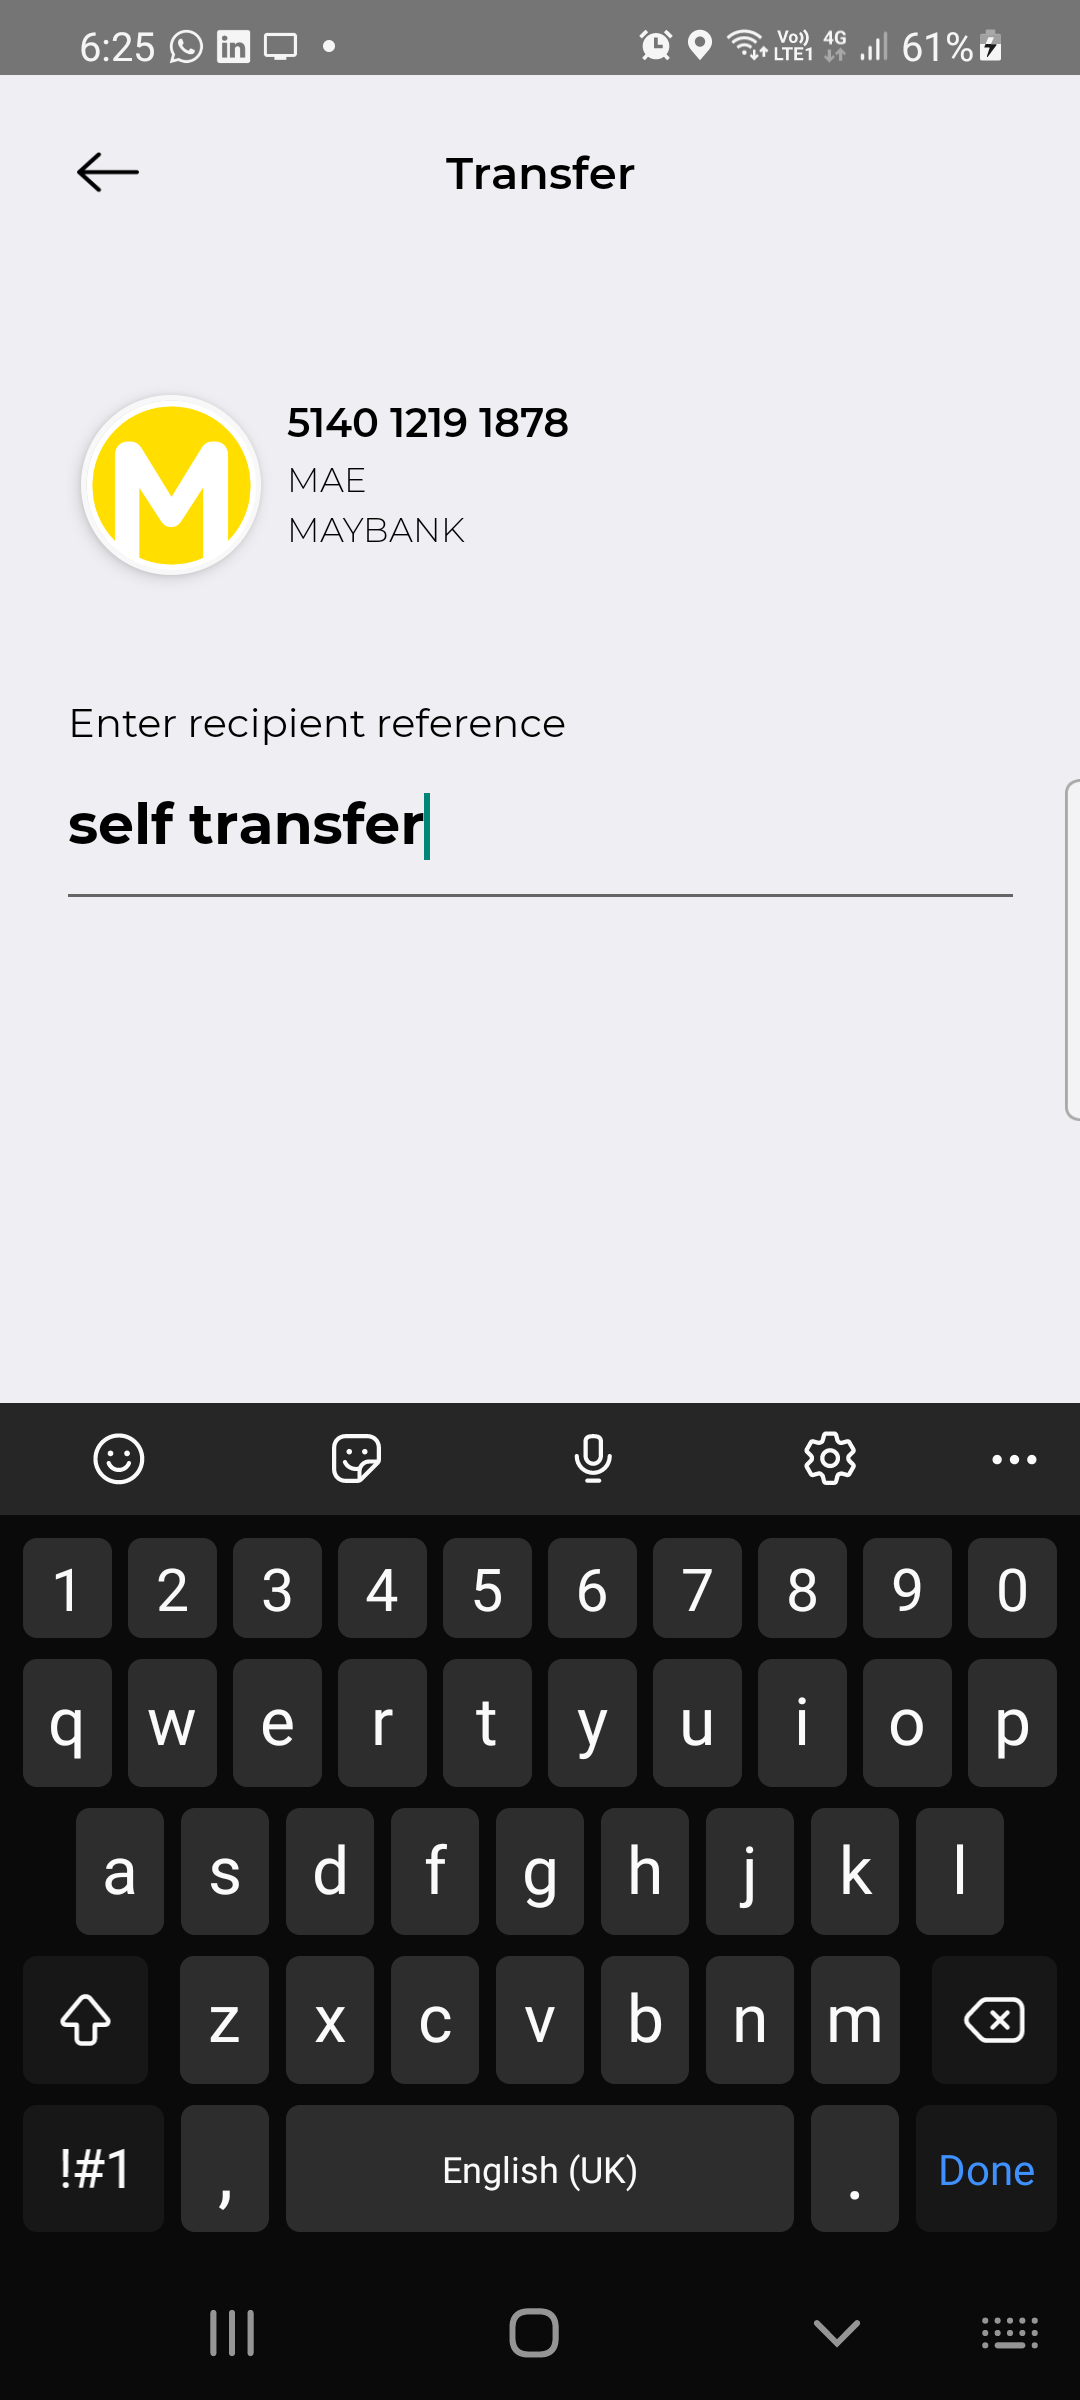 6:25 in Vo)) LTE1 4G 61%
Transfer
5140 1219 1878
MAE
MAYBANK
Enter recipient reference
self transfer
1 2 3 4 5 6 7 8 9 0
q w e r t y u i o p
a s d f g h j k l
z x c v b n m
!#1 , English (UK) . Done